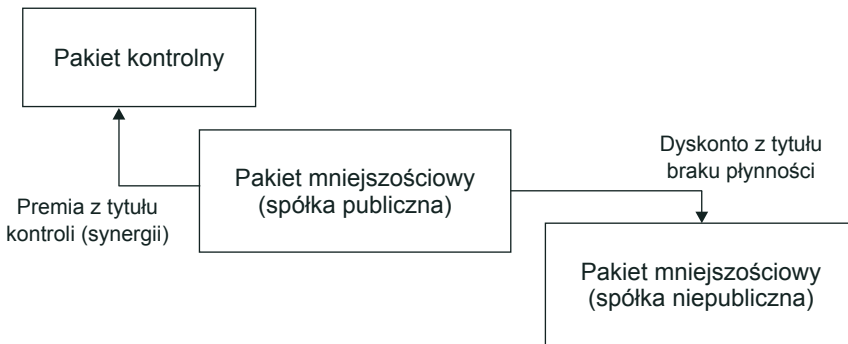 Pakiet kontrolny
Pakiet mniejszościowy
(spółka publiczna)
Dyskonto z tytułu
braku płynności
Premia z tytułu
kontroli (synergii)
Pakiet mniejszościowy
(spółka niepubliczna)